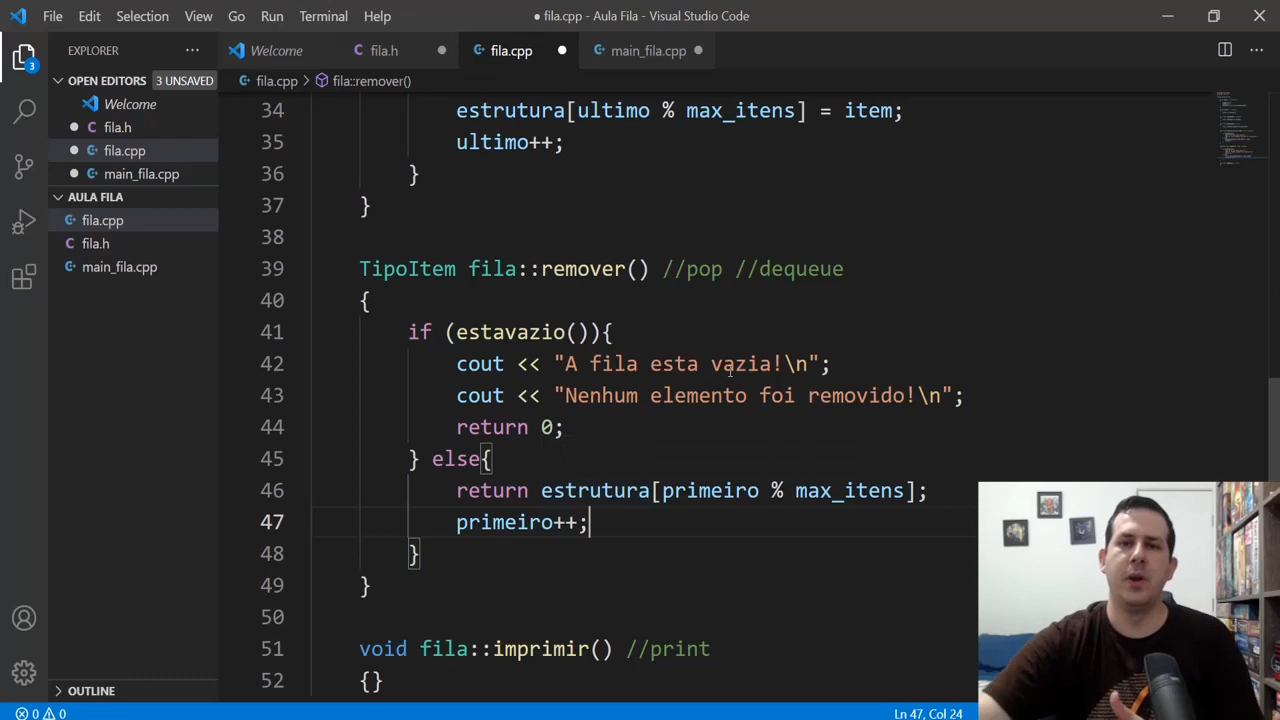 File Edit Selection View Go Run Terminal Help
● fila.cpp - Aula Fila - Visual Studio Code
EXPLORER
Welcome
fila.h
fila.cpp
main_fila.cpp
OPEN EDITORS 3 UNSAVED
fila.cpp > fila::remover()
3
Welcome
fila.h
fila.cpp
main_fila.cpp
AULA FILA
fila.cpp
fila.h
main_fila.cpp
34 estrutura[ultimo % max_itens] = item;
35 ultimo++;
36 }
37 }
38
39 TipoItem fila::remover() //pop //dequeue
40 {
41 if (estavazio()){
42 cout << "A fila esta vazia!\n";
43 cout << "Nenhum elemento foi removido!\n";
44 return 0;
45 } else{
46 return estrutura[primeiro % max_itens];
47 primeiro++;
48 }
49 }
50
51 void fila::imprimir() //print
52 {}
OUTLINE
0 0
Ln 47, Col 24